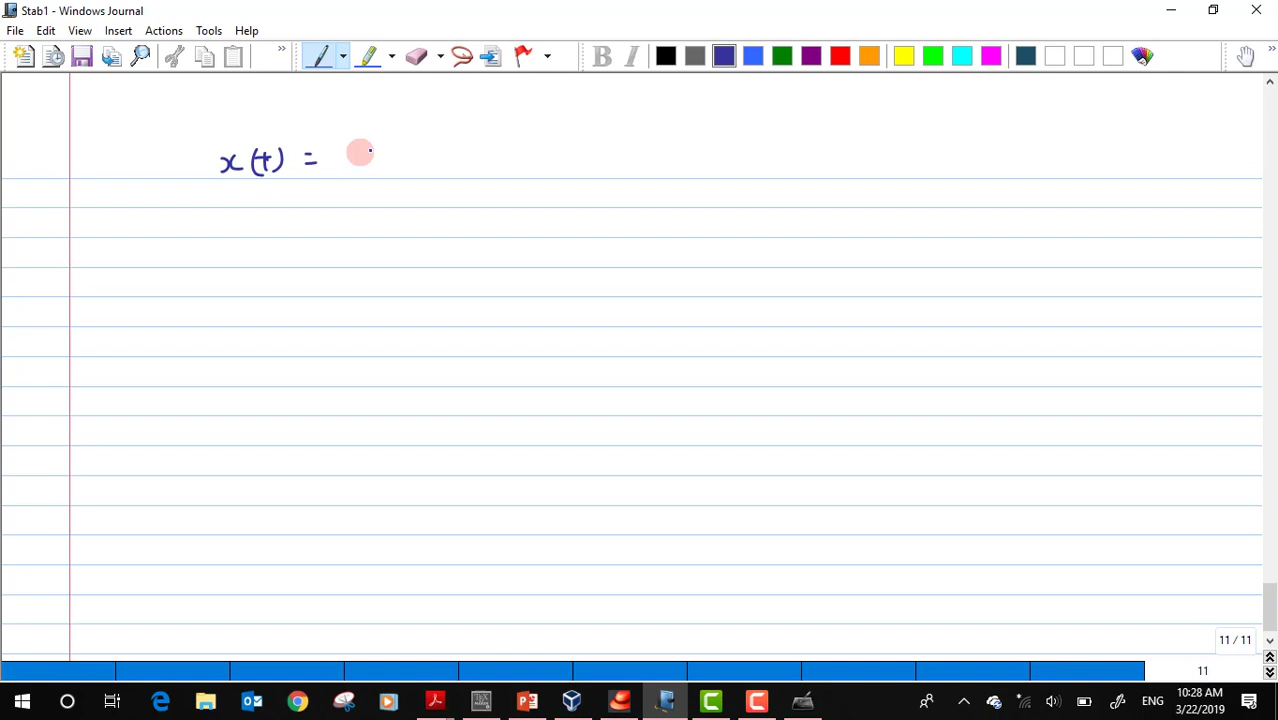 Stab1 - Windows Journal
File Edit View Insert Actions Tools Help
B I
x(t) =
11 / 11
11
ENG
10:28 AM
3/22/2019